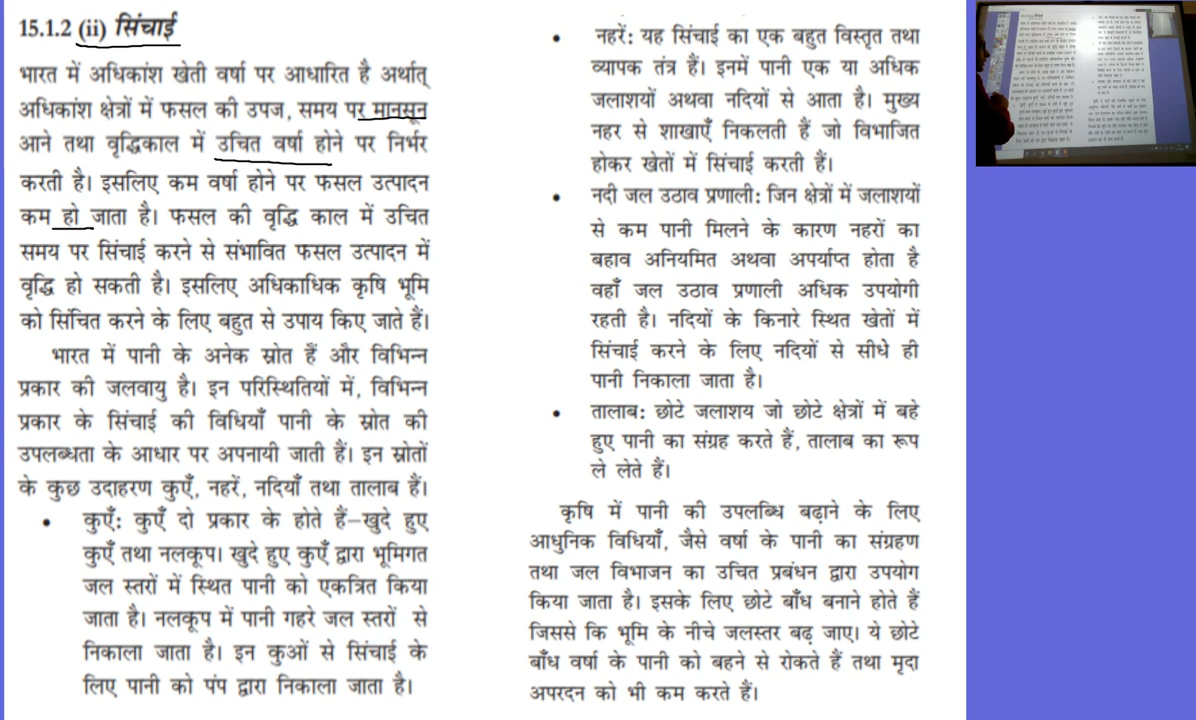 15.1.2 (ii) सिंचाई
भारत में अधिकांश खेती वर्षा पर आधारित है अर्थात्
अधिकांश क्षेत्रों में फसल की उपज, समय पर मानसून
आने तथा वृद्धिकाल में उचित वर्षा होने पर निर्भर
करती है। इसलिए कम वर्षा होने पर फसल उत्पादन
कम हो जाता है। फसल की वृद्धि काल में उचित
समय पर सिंचाई करने से संभावित फसल उत्पादन में
वृद्धि हो सकती है। इसलिए अधिकाधिक कृषि भूमि
को सिंचित करने के लिए बहुत से उपाय किए जाते हैं।
भारत में पानी के अनेक स्रोत हैं और विभिन्न
प्रकार की जलवायु है। इन परिस्थितियों में, विभिन्न
प्रकार के सिंचाई की विधियाँ पानी के स्रोत की
उपलब्धता के आधार पर अपनायी जाती हैं। इन स्रोतों
के कुछ उदाहरण कुएँ, नहरें, नदियाँ तथा तालाब हैं।
• कुएँ: कुएँ दो प्रकार के होते हैं–खुदे हुए
कुएँ तथा नलकूप। खुदे हुए कुएँ द्वारा भूमिगत
जल स्तरों में स्थित पानी को एकत्रित किया
जाता है। नलकूप में पानी गहरे जल स्तरों से
निकाला जाता है। इन कुओं से सिंचाई के
लिए पानी को पंप द्वारा निकाला जाता है।
• नहरें: यह सिंचाई का एक बहुत विस्तृत तथा
व्यापक तंत्र हैं। इनमें पानी एक या अधिक
जलाशयों अथवा नदियों से आता है। मुख्य
नहर से शाखाएँ निकलती हैं जो विभाजित
होकर खेतों में सिंचाई करती हैं।
• नदी जल उठाव प्रणाली: जिन क्षेत्रों में जलाशयों
से कम पानी मिलने के कारण नहरों का
बहाव अनियमित अथवा अपर्याप्त होता है
वहाँ जल उठाव प्रणाली अधिक उपयोगी
रहती है। नदियों के किनारे स्थित खेतों में
सिंचाई करने के लिए नदियों से सीधे ही
पानी निकाला जाता है।
• तालाब: छोटे जलाशय जो छोटे क्षेत्रों में बहे
हुए पानी का संग्रह करते हैं, तालाब का रूप
ले लेते हैं।
कृषि में पानी की उपलब्धि बढ़ाने के लिए
आधुनिक विधियाँ, जैसे वर्षा के पानी का संग्रहण
तथा जल विभाजन का उचित प्रबंधन द्वारा उपयोग
किया जाता है। इसके लिए छोटे बाँध बनाने होते हैं
जिससे कि भूमि के नीचे जलस्तर बढ़ जाए। ये छोटे
बाँध वर्षा के पानी को बहने से रोकते हैं तथा मृदा
अपरदन को भी कम करते हैं।